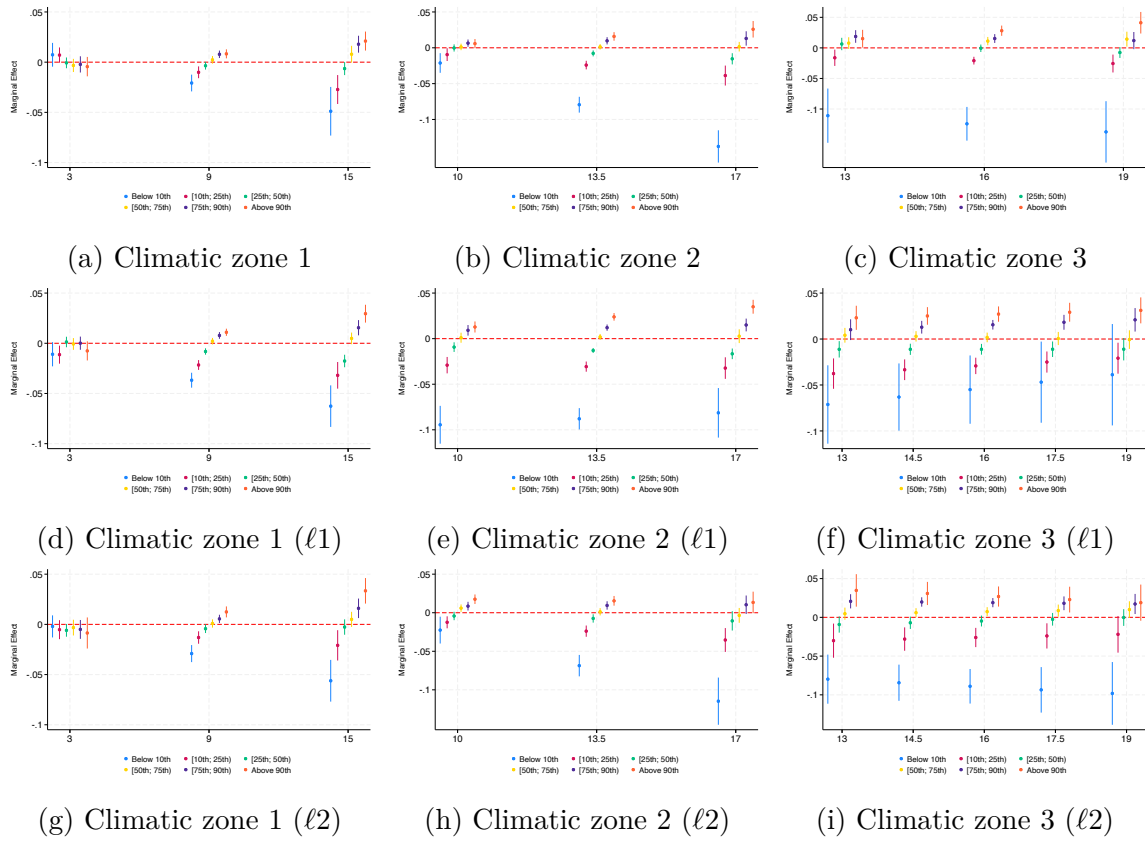 Marginal Effect
.05
0
-.05
-.1
3
9
15
Below 10th [10th; 25th) [25th; 50th)
[50th; 75th) [75th; 90th) Above 90th
(a) Climatic zone 1
Marginal Effect
.05
0
-.05
-.1
10
13.5
17
Below 10th [10th; 25th) [25th; 50th)
[50th; 75th) [75th; 90th) Above 90th
(b) Climatic zone 2
Marginal Effect
.05
0
-.05
-.1
13
16
19
Below 10th [10th; 25th) [25th; 50th)
[50th; 75th) [75th; 90th) Above 90th
(c) Climatic zone 3
Marginal Effect
.05
0
-.05
-.1
3
9
15
Below 10th [10th; 25th) [25th; 50th)
[50th; 75th) [75th; 90th) Above 90th
(d) Climatic zone 1 (ℓ1)
Marginal Effect
.05
0
-.05
-.1
10
13.5
17
Below 10th [10th; 25th) [25th; 50th)
[50th; 75th) [75th; 90th) Above 90th
(e) Climatic zone 2 (ℓ1)
Marginal Effect
.05
0
-.05
-.1
13
14.5
16
17.5
19
Below 10th [10th; 25th) [25th; 50th)
[50th; 75th) [75th; 90th) Above 90th
(f) Climatic zone 3 (ℓ1)
Marginal Effect
.05
0
-.05
-.1
3
9
15
Below 10th [10th; 25th) [25th; 50th)
[50th; 75th) [75th; 90th) Above 90th
(g) Climatic zone 1 (ℓ2)
Marginal Effect
.05
0
-.05
-.1
10
13.5
17
Below 10th [10th; 25th) [25th; 50th)
[50th; 75th) [75th; 90th) Above 90th
(h) Climatic zone 2 (ℓ2)
Marginal Effect
.05
0
-.05
-.1
13
14.5
16
17.5
19
Below 10th [10th; 25th) [25th; 50th)
[50th; 75th) [75th; 90th) Above 90th
(i) Climatic zone 3 (ℓ2)